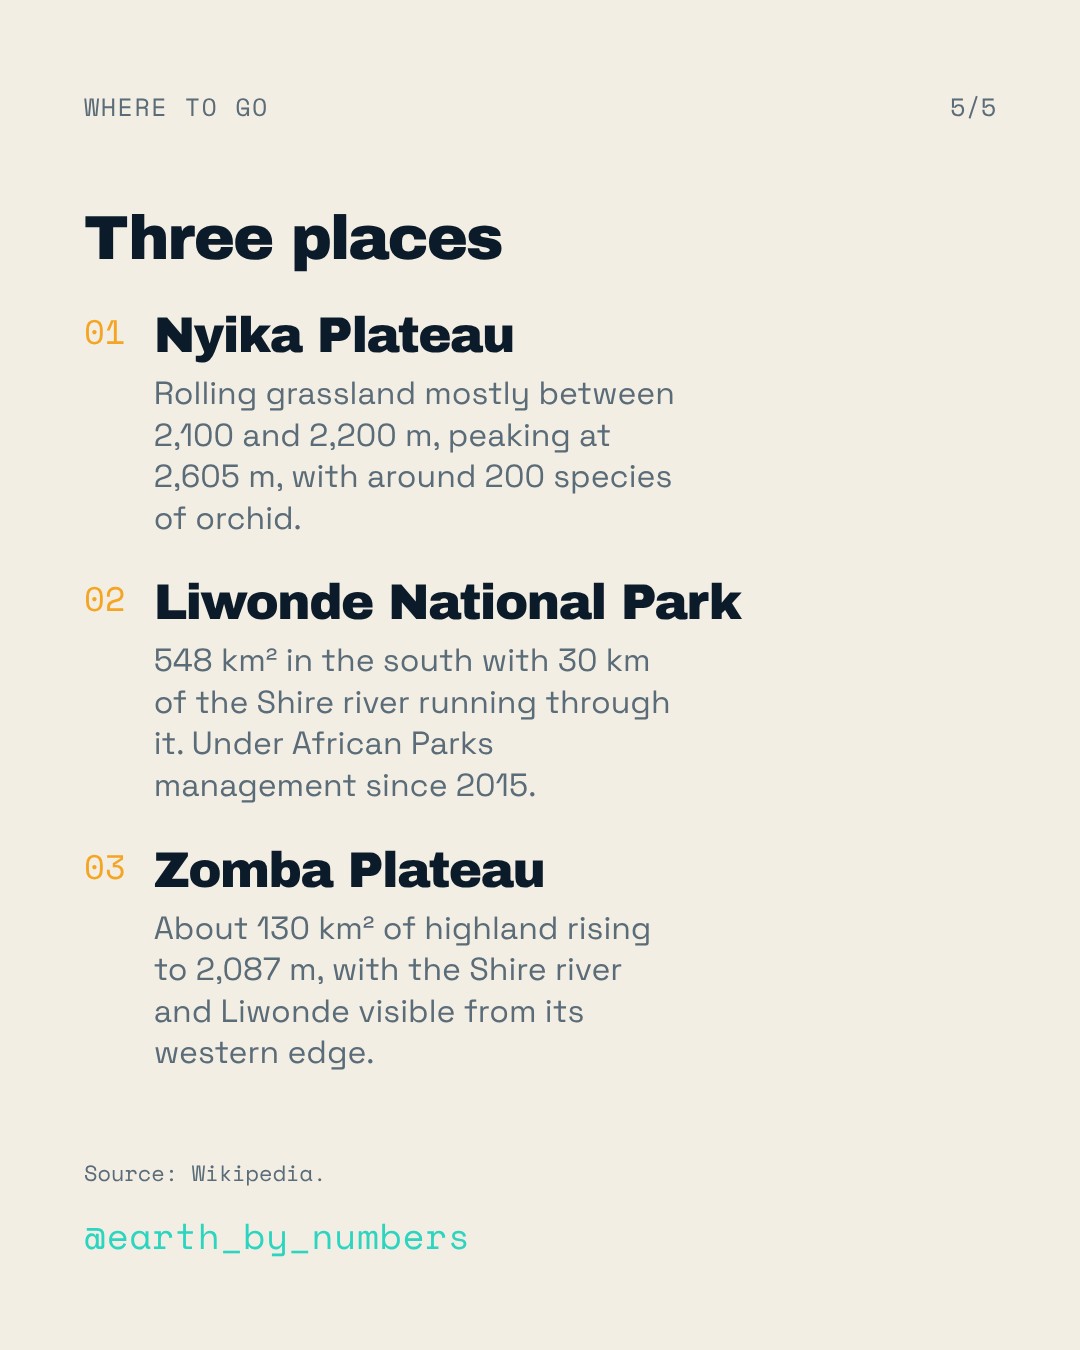 WHERE TO GO
5/5
Three places
01 Nyika Plateau
Rolling grassland mostly between
2,100 and 2,200 m, peaking at
2,605 m, with around 200 species
of orchid.
02 Liwonde National Park
548 km² in the south with 30 km
of the Shire river running through
it. Under African Parks
management since 2015.
03 Zomba Plateau
About 130 km² of highland rising
to 2,087 m, with the Shire river
and Liwonde visible from its
western edge.
Source: Wikipedia.
@earth_by_numbers